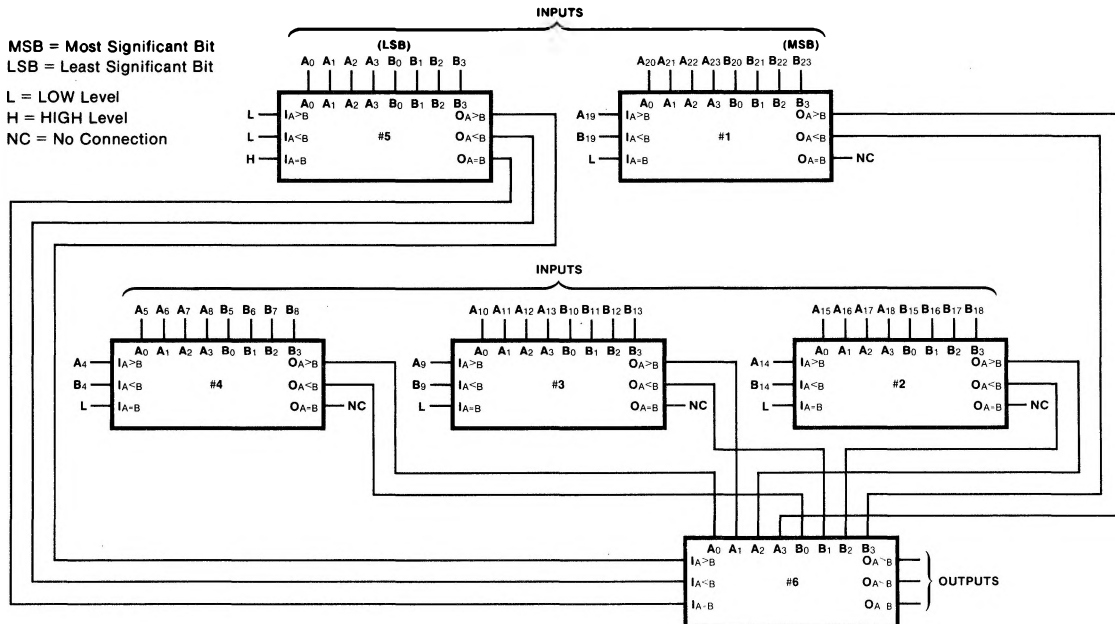 INPUTS
MSB = Most Significant Bit
LSB = Least Significant Bit
L = LOW Level
H = HIGH Level
NC = No Connection
(LSB)
A0 A1 A2 A3 B0 B1 B2 B3
A0 A1 A2 A3 B0 B1 B2 B3
L IA>B OA>B
L IA<B #5 OA<B
H IA=B OA=B
(MSB)
A20 A21 A22 A23 B20 B21 B22 B23
A0 A1 A2 A3 B0 B1 B2 B3
A19 IA>B OA>B
B19 IA<B #1 OA<B
L IA=B OA=B NC
INPUTS
A5 A6 A7 A8 B5 B6 B7 B8
A0 A1 A2 A3 B0 B1 B2 B3
A4 IA>B OA>B
B4 IA<B #4 OA<B
L IA=B OA=B NC
A10 A11 A12 A13 B10 B11 B12 B13
A0 A1 A2 A3 B0 B1 B2 B3
A9 IA>B OA>B
B9 IA<B #3 OA<B
L IA=B OA=B NC
A15 A16 A17 A18 B15 B16 B17 B18
A0 A1 A2 A3 B0 B1 B2 B3
A14 IA>B OA>B
B14 IA<B #2 OA<B
L IA=B OA=B NC
A0 A1 A2 A3 B0 B1 B2 B3
IA>B
IA<B #6 OUTPUTS